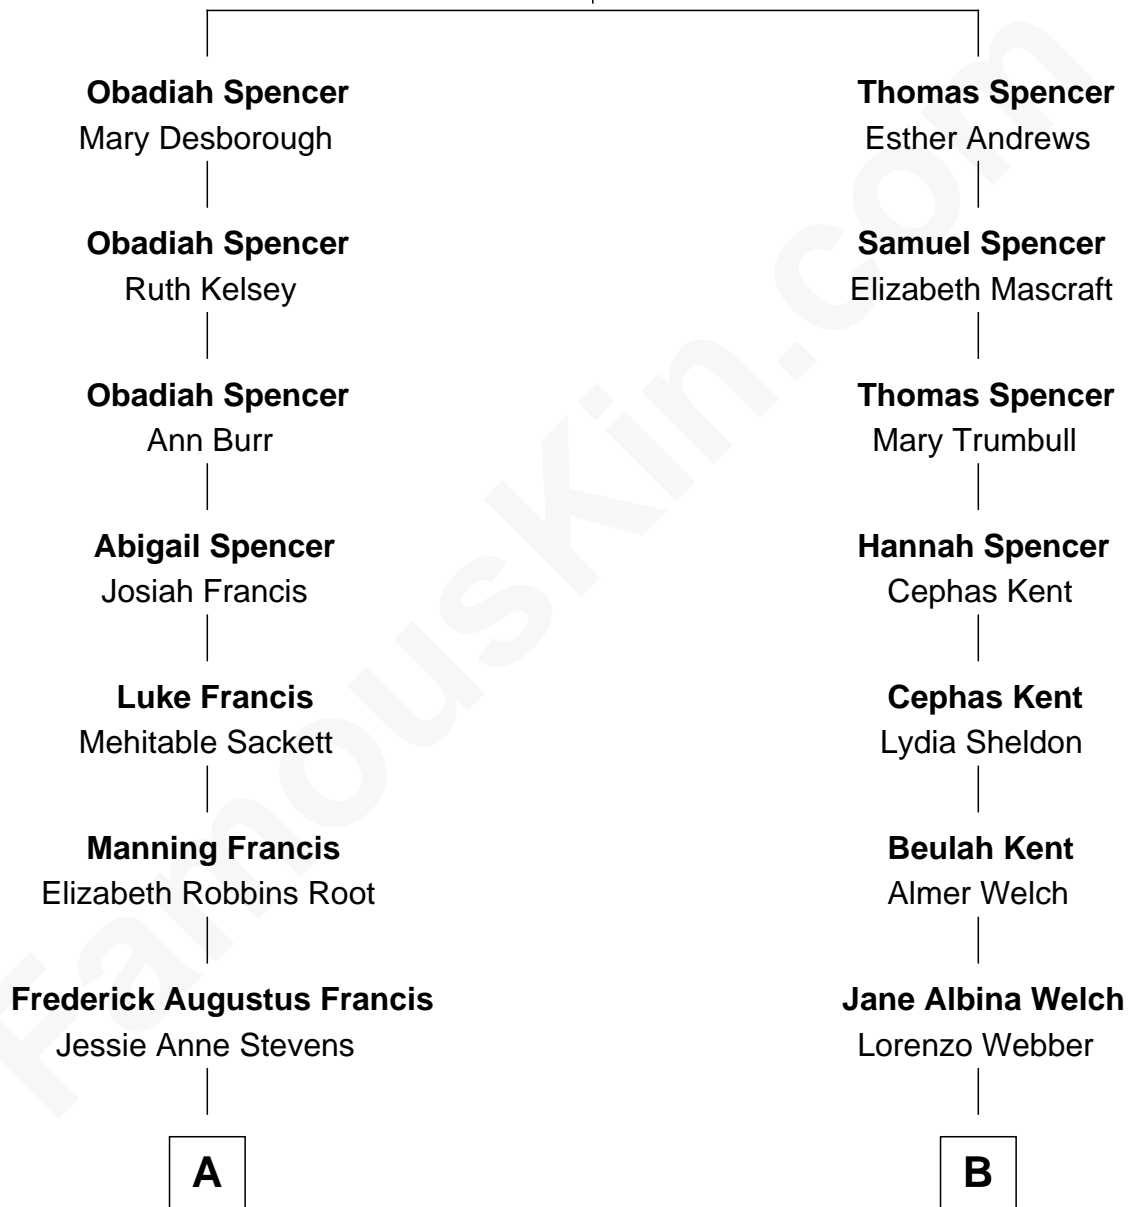 Obadiah Spencer
Mary Desborough
Obadiah Spencer
Ruth Kelsey
Obadiah Spencer
Ann Burr
Abigail Spencer
Josiah Francis
Luke Francis
Mehitable Sackett
Manning Francis
Elizabeth Robbins Root
Frederick Augustus Francis
Jessie Anne Stevens
A
Thomas Spencer
Esther Andrews
Samuel Spencer
Elizabeth Mascraft
Thomas Spencer
Mary Trumbull
Hannah Spencer
Cephas Kent
Cephas Kent
Lydia Sheldon
Beulah Kent
Almer Welch
Jane Albina Welch
Lorenzo Webber
B
FamousKin.com